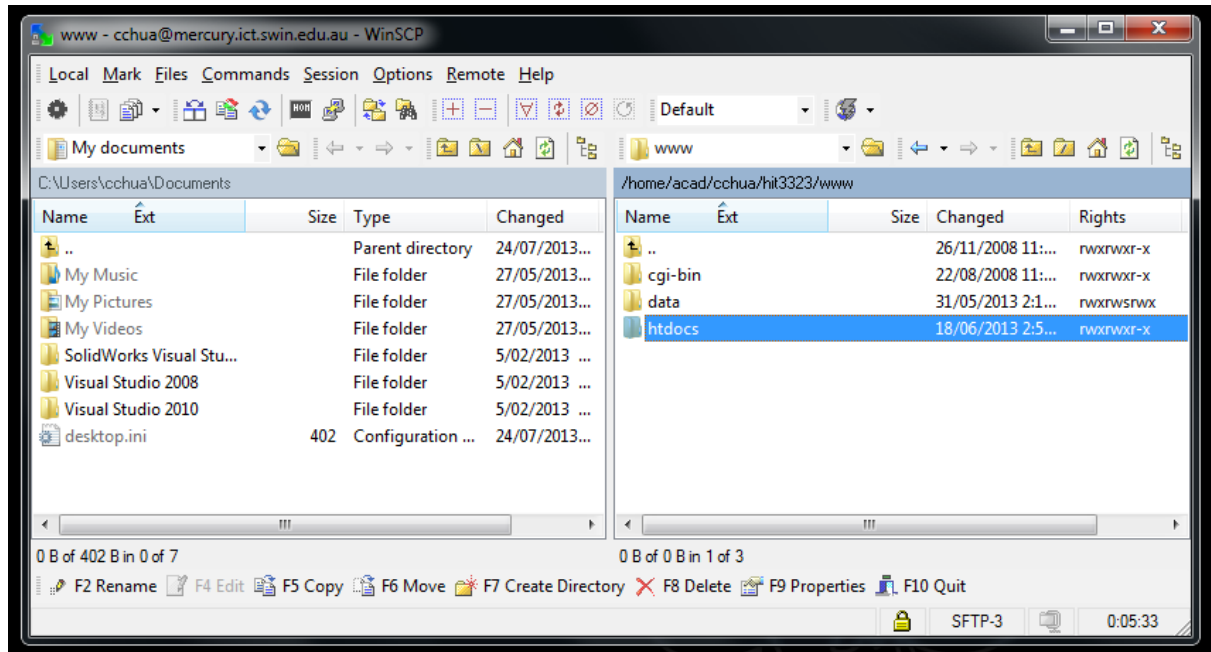 www - cchua@mercury.ict.swin.edu.au - WinSCP
Local Mark Files Commands Session Options Remote Help
Default
My documents www
C:\Users\cchua\Documents /home/acad/cchua/hit3323/www
Name Ext Size Type Changed Name Ext Size Changed Rights
.. Parent directory 24/07/2013... .. 26/11/2008 11:... rwxrwxr-x
My Music File folder 27/05/2013... cgi-bin 22/08/2008 11:... rwxrwxr-x
My Pictures File folder 27/05/2013... data 31/05/2013 2:1... rwxrwsrwx
My Videos File folder 27/05/2013... htdocs 18/06/2013 2:5... rwxrwxr-x
SolidWorks Visual Stu... File folder 5/02/2013 ...
Visual Studio 2008 File folder 5/02/2013 ...
Visual Studio 2010 File folder 5/02/2013 ...
desktop.ini 402 Configuration ... 24/07/2013...
0 B of 402 B in 0 of 7 0 B of 0 B in 1 of 3
F2 Rename F4 Edit F5 Copy F6 Move F7 Create Directory F8 Delete F9 Properties F10 Quit
SFTP-3 0:05:33